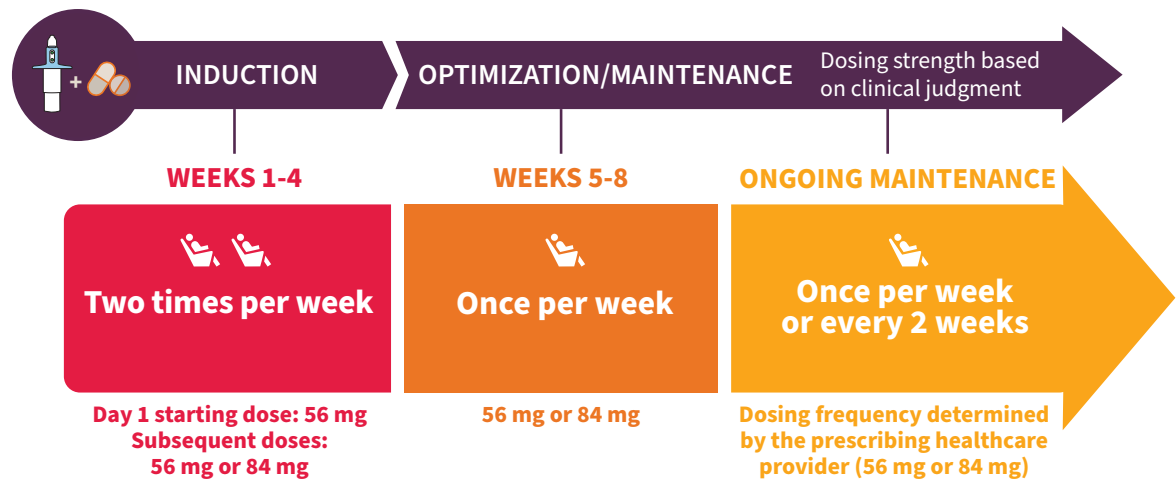 +
INDUCTION
OPTIMIZATION/MAINTENANCE
Dosing strength based
on clinical judgment
WEEKS 1-4
Two times per week
Day 1 starting dose: 56 mg
Subsequent doses:
56 mg or 84 mg
WEEKS 5-8
Once per week
56 mg or 84 mg
ONGOING MAINTENANCE
Once per week
or every 2 weeks
Dosing frequency determined
by the prescribing healthcare
provider (56 mg or 84 mg)